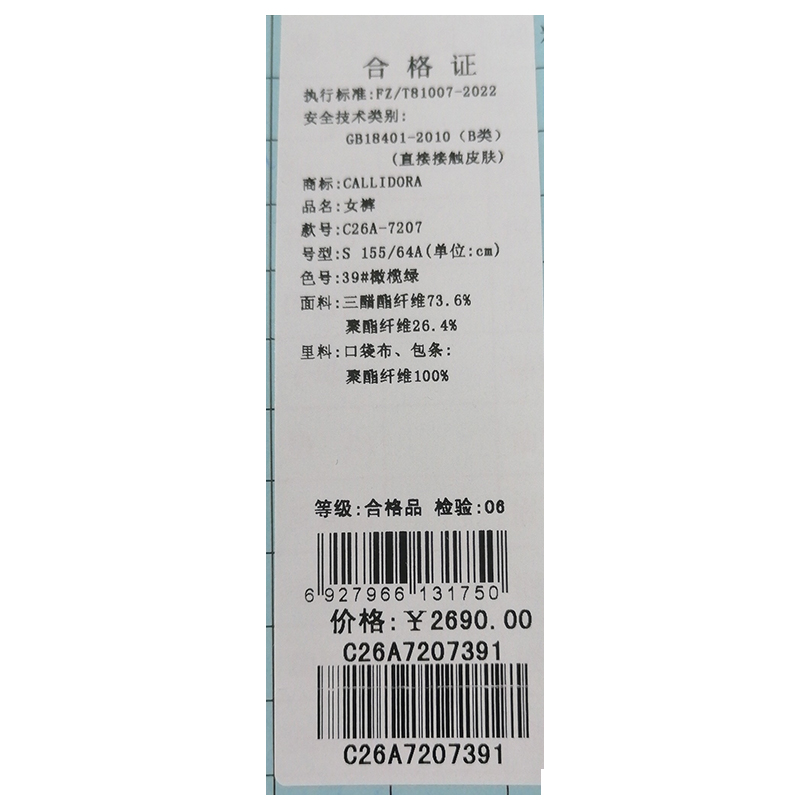 合格证
执行标准:FZ/T81007-2022
安全技术类别:
GB18401-2010(B类)
(直接接触皮肤)
商标:CALLIDORA
品名:女裤
款号:C26A-7207
号型:S 155/64A(单位:cm)
色号:39#橄榄绿
面料:三醋酯纤维73.6%
聚酯纤维26.4%
里料:口袋布、包条:
聚酯纤维100%
等级:合格品 检验:06
6 927966 131750
价格:¥2690.00
C26A7207391
C26A7207391